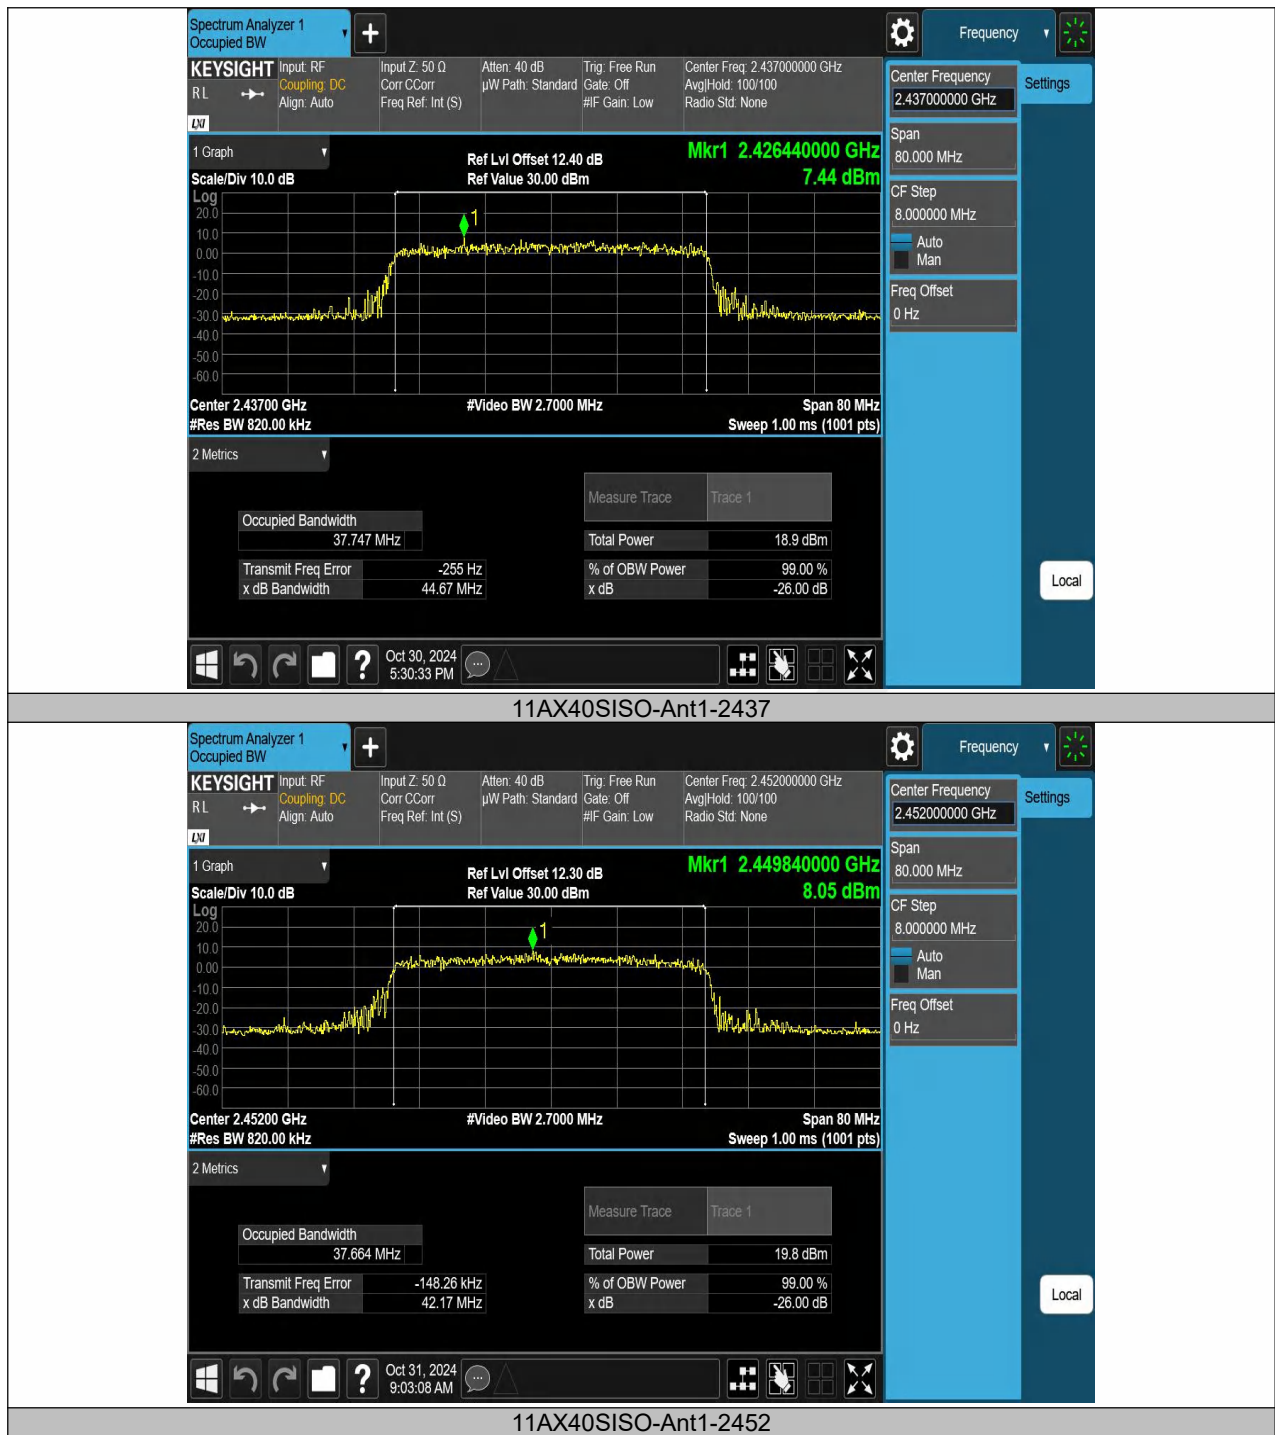 Spectrum Analyzer 1
Occupied BW
+
Frequency
KEYSIGHT
R L
LXI
Input: RF
Coupling: DC
Align: Auto
Input Z: 50 Ω
Corr CCorr
Freq Ref: Int (S)
Atten: 40 dB
µW Path: Standard
Trig: Free Run
Gate: Off
#IF Gain: Low
Center Freq: 2.437000000 GHz
Avg|Hold: 100/100
Radio Std: None
Center Frequency
2.437000000 GHz
Settings
Span
80.000 MHz
CF Step
8.000000 MHz
Auto
Man
Freq Offset
0 Hz
Local
1 Graph
Scale/Div 10.0 dB
Ref Lvl Offset 12.40 dB
Ref Value 30.00 dBm
Mkr1 2.426440000 GHz
7.44 dBm
Log
20.0
10.0
0.00
-10.0
-20.0
-30.0
-40.0
-50.0
-60.0
1
Center 2.43700 GHz
#Res BW 820.00 kHz
#Video BW 2.7000 MHz
Span 80 MHz
Sweep 1.00 ms (1001 pts)
2 Metrics
Measure Trace Trace 1
Occupied Bandwidth
37.747 MHz
Total Power 18.9 dBm
Transmit Freq Error -255 Hz
x dB Bandwidth 44.67 MHz
% of OBW Power 99.00 %
x dB -26.00 dB
?
Oct 30, 2024
5:30:33 PM
11AX40SISO-Ant1-2437
Spectrum Analyzer 1
Occupied BW
+
Frequency
KEYSIGHT
R L
LXI
Input: RF
Coupling: DC
Align: Auto
Input Z: 50 Ω
Corr CCorr
Freq Ref: Int (S)
Atten: 40 dB
µW Path: Standard
Trig: Free Run
Gate: Off
#IF Gain: Low
Center Freq: 2.452000000 GHz
Avg|Hold: 100/100
Radio Std: None
Center Frequency
2.452000000 GHz
Settings
Span
80.000 MHz
CF Step
8.000000 MHz
Auto
Man
Freq Offset
0 Hz
Local
1 Graph
Scale/Div 10.0 dB
Ref Lvl Offset 12.30 dB
Ref Value 30.00 dBm
Mkr1 2.449840000 GHz
8.05 dBm
Log
20.0
10.0
0.00
-10.0
-20.0
-30.0
-40.0
-50.0
-60.0
1
Center 2.45200 GHz
#Res BW 820.00 kHz
#Video BW 2.7000 MHz
Span 80 MHz
Sweep 1.00 ms (1001 pts)
2 Metrics
Measure Trace Trace 1
Occupied Bandwidth
37.664 MHz
Total Power 19.8 dBm
Transmit Freq Error -148.26 kHz
x dB Bandwidth 42.17 MHz
% of OBW Power 99.00 %
x dB -26.00 dB
?
Oct 31, 2024
9:03:08 AM
11AX40SISO-Ant1-2452